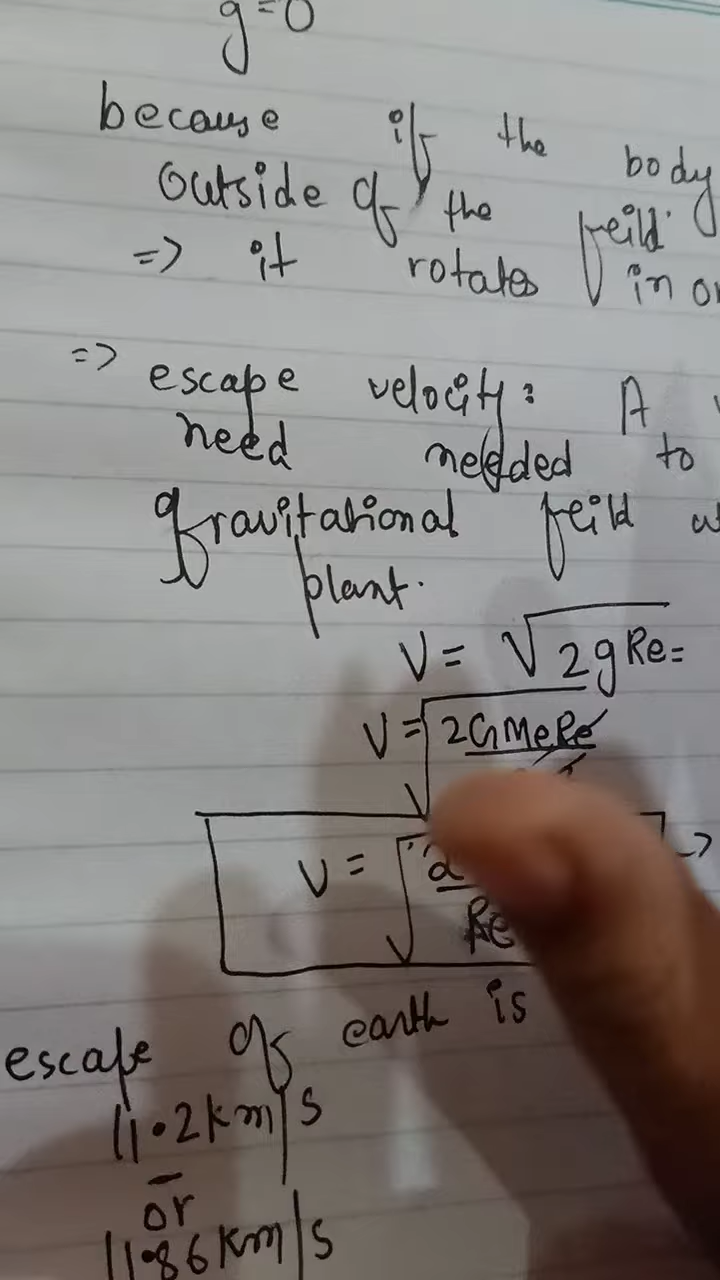 g=0
because if the body
outside of the feild
=> it rotates in
=> escape velocity: A
need needed to
gravitational feild
plant.
V = √2gRe=
V = √2GMeRe
V = √2
Re
escape of earth is
11.2km/s
or
11.86km/s